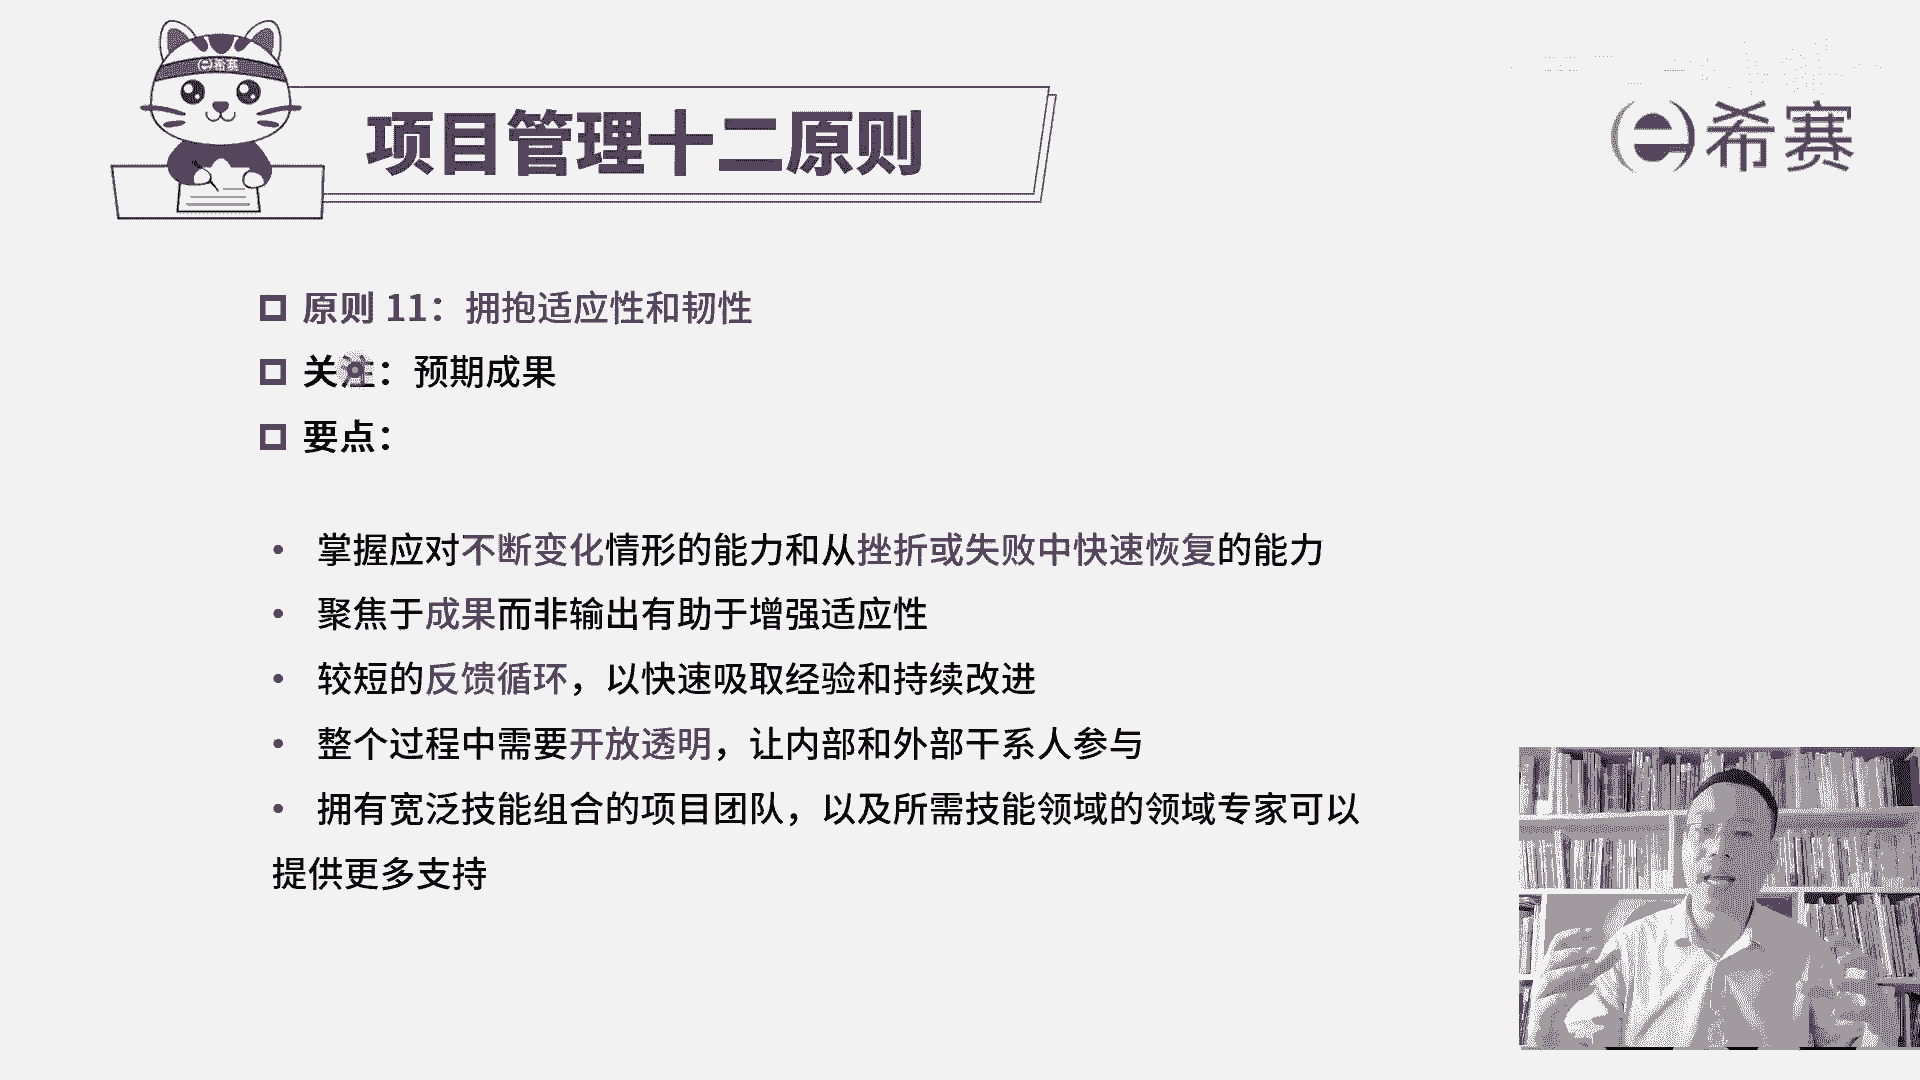 希赛
项目管理十二原则
希赛
原则 11：拥抱适应性和韧性
关注：预期成果
要点：
• 掌握应对不断变化情形的能力和从挫折或失败中快速恢复的能力
• 聚焦于成果而非输出有助于增强适应性
• 较短的反馈循环，以快速吸取经验和持续改进
• 整个过程中需要开放透明，让内部和外部干系人参与
• 拥有宽泛技能组合的项目团队，以及所需技能领域的领域专家可以
提供更多支持